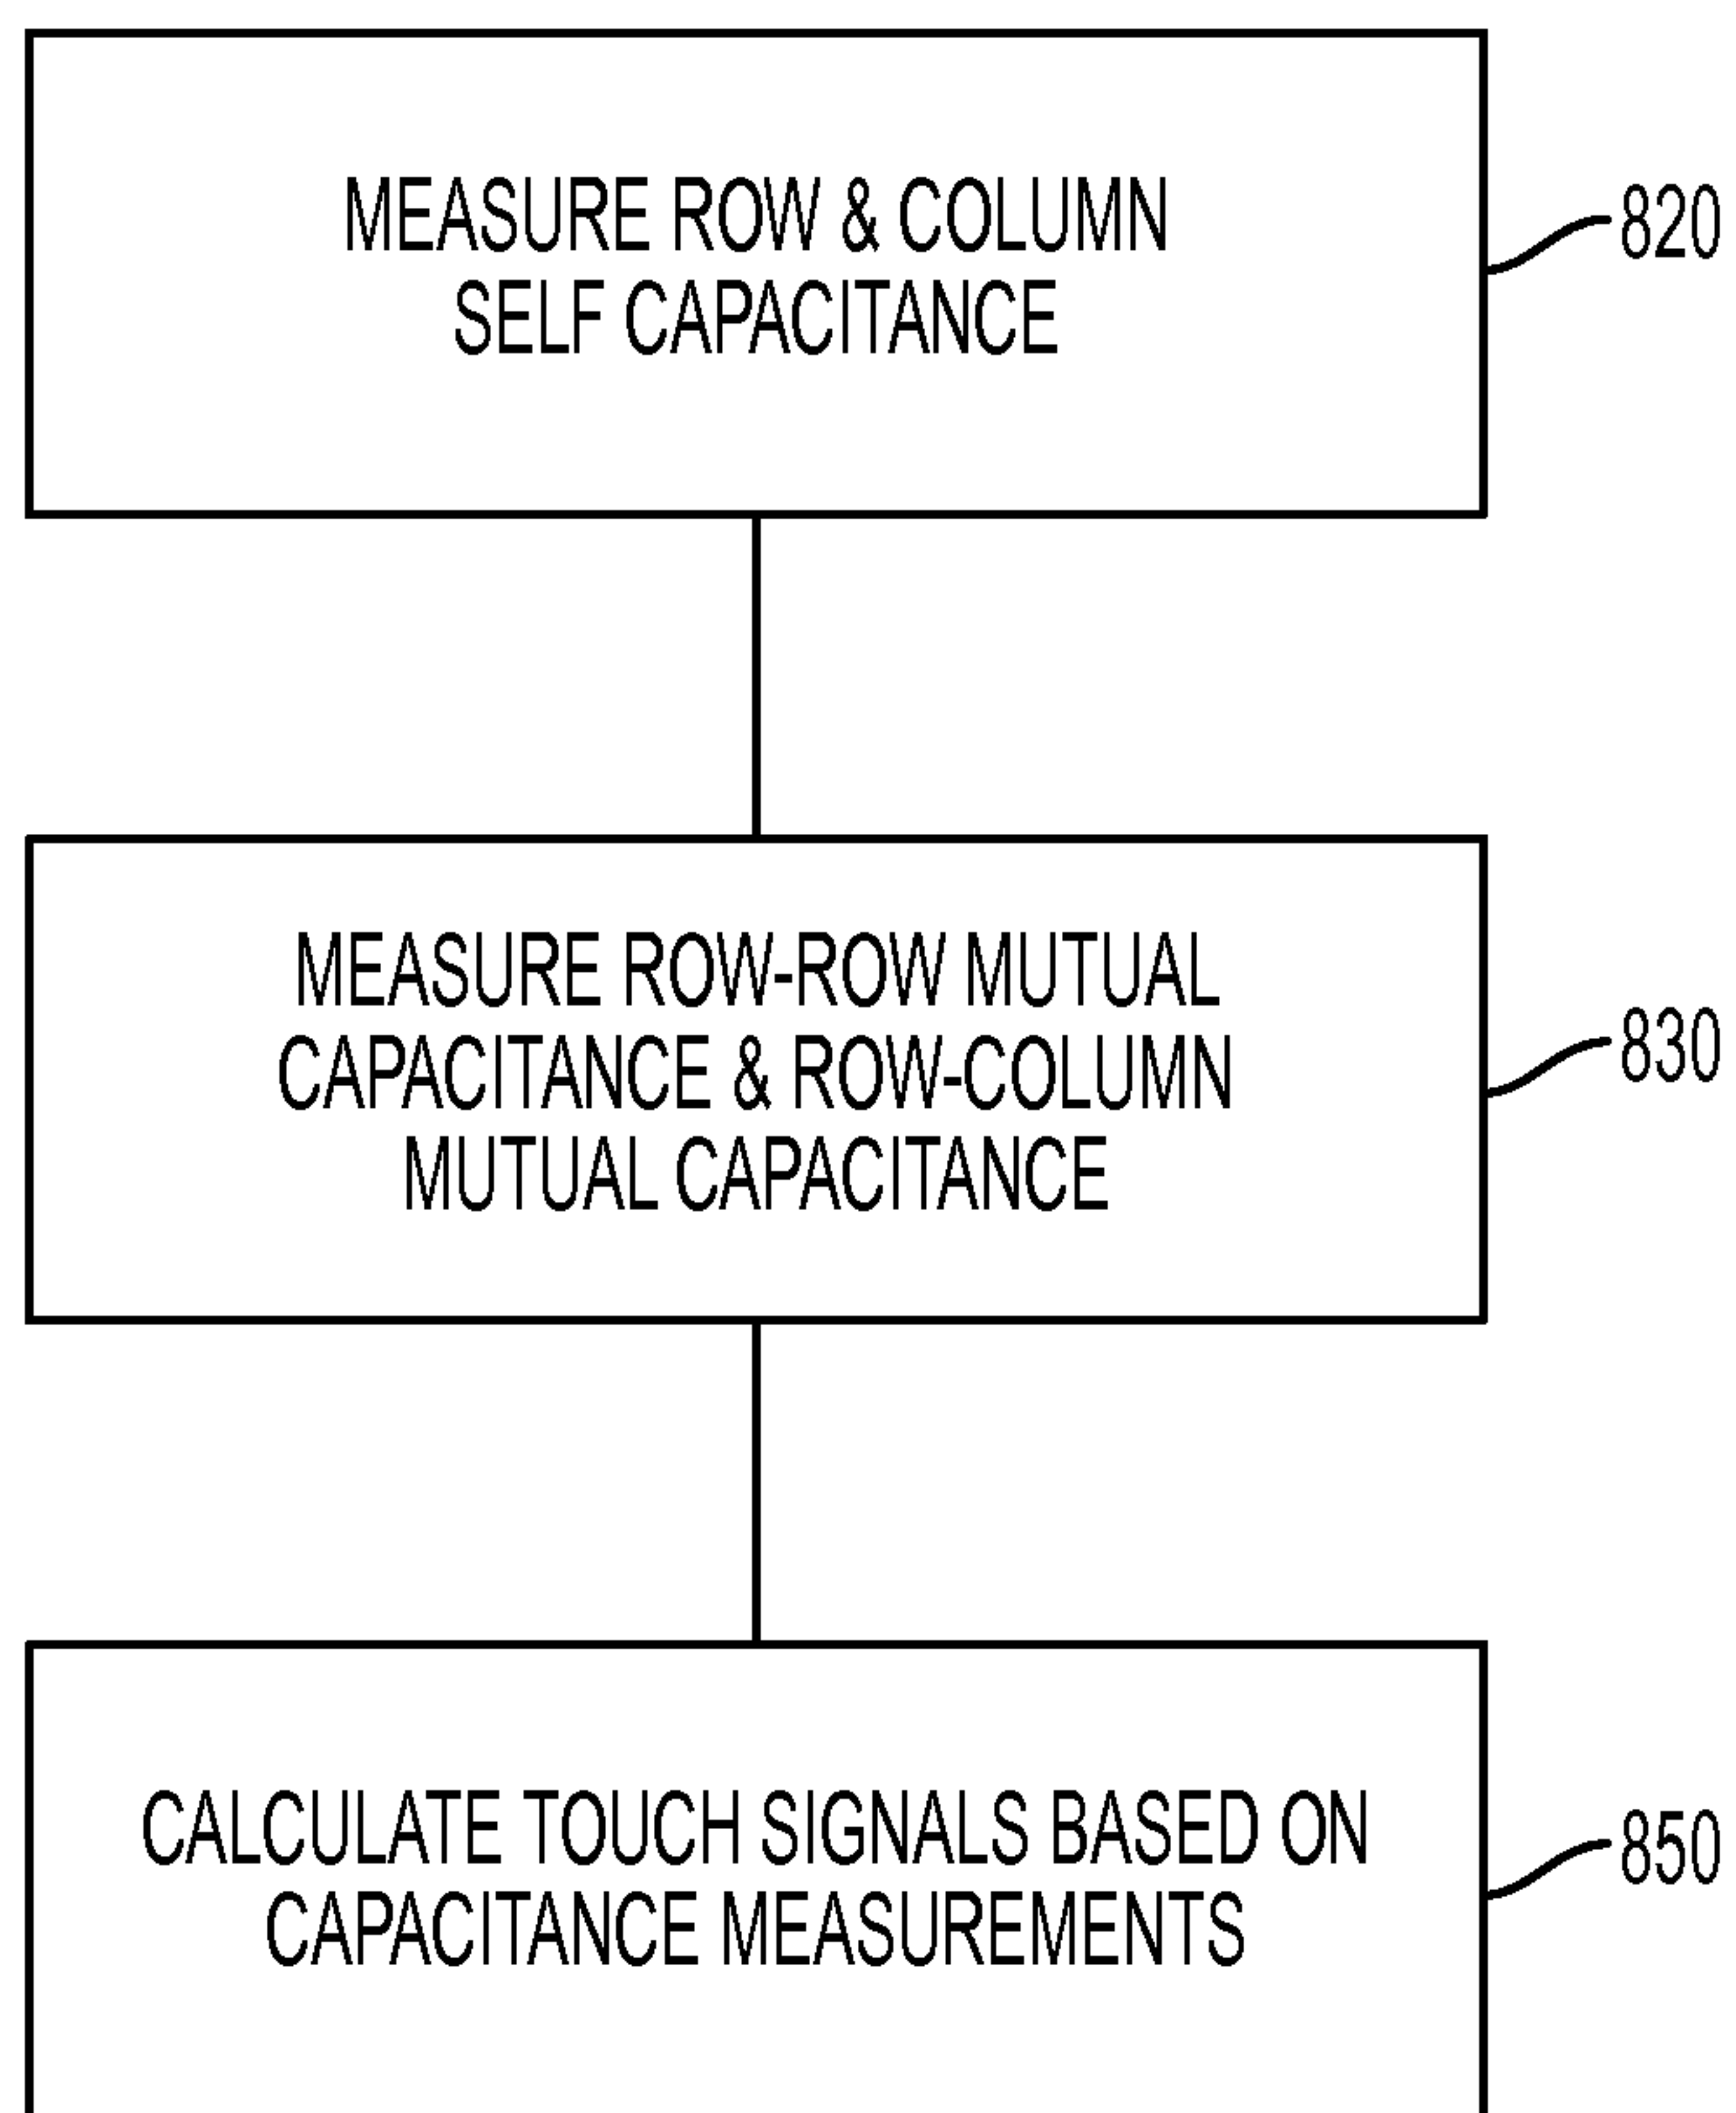 MEASURE ROW & COLUMN
SELF CAPACITANCE
820
MEASURE ROW-ROW MUTUAL
CAPACITANCE & ROW-COLUMN
MUTUAL CAPACITANCE
830
CALCULATE TOUCH SIGNALS BASED ON
CAPACITANCE MEASUREMENTS
850